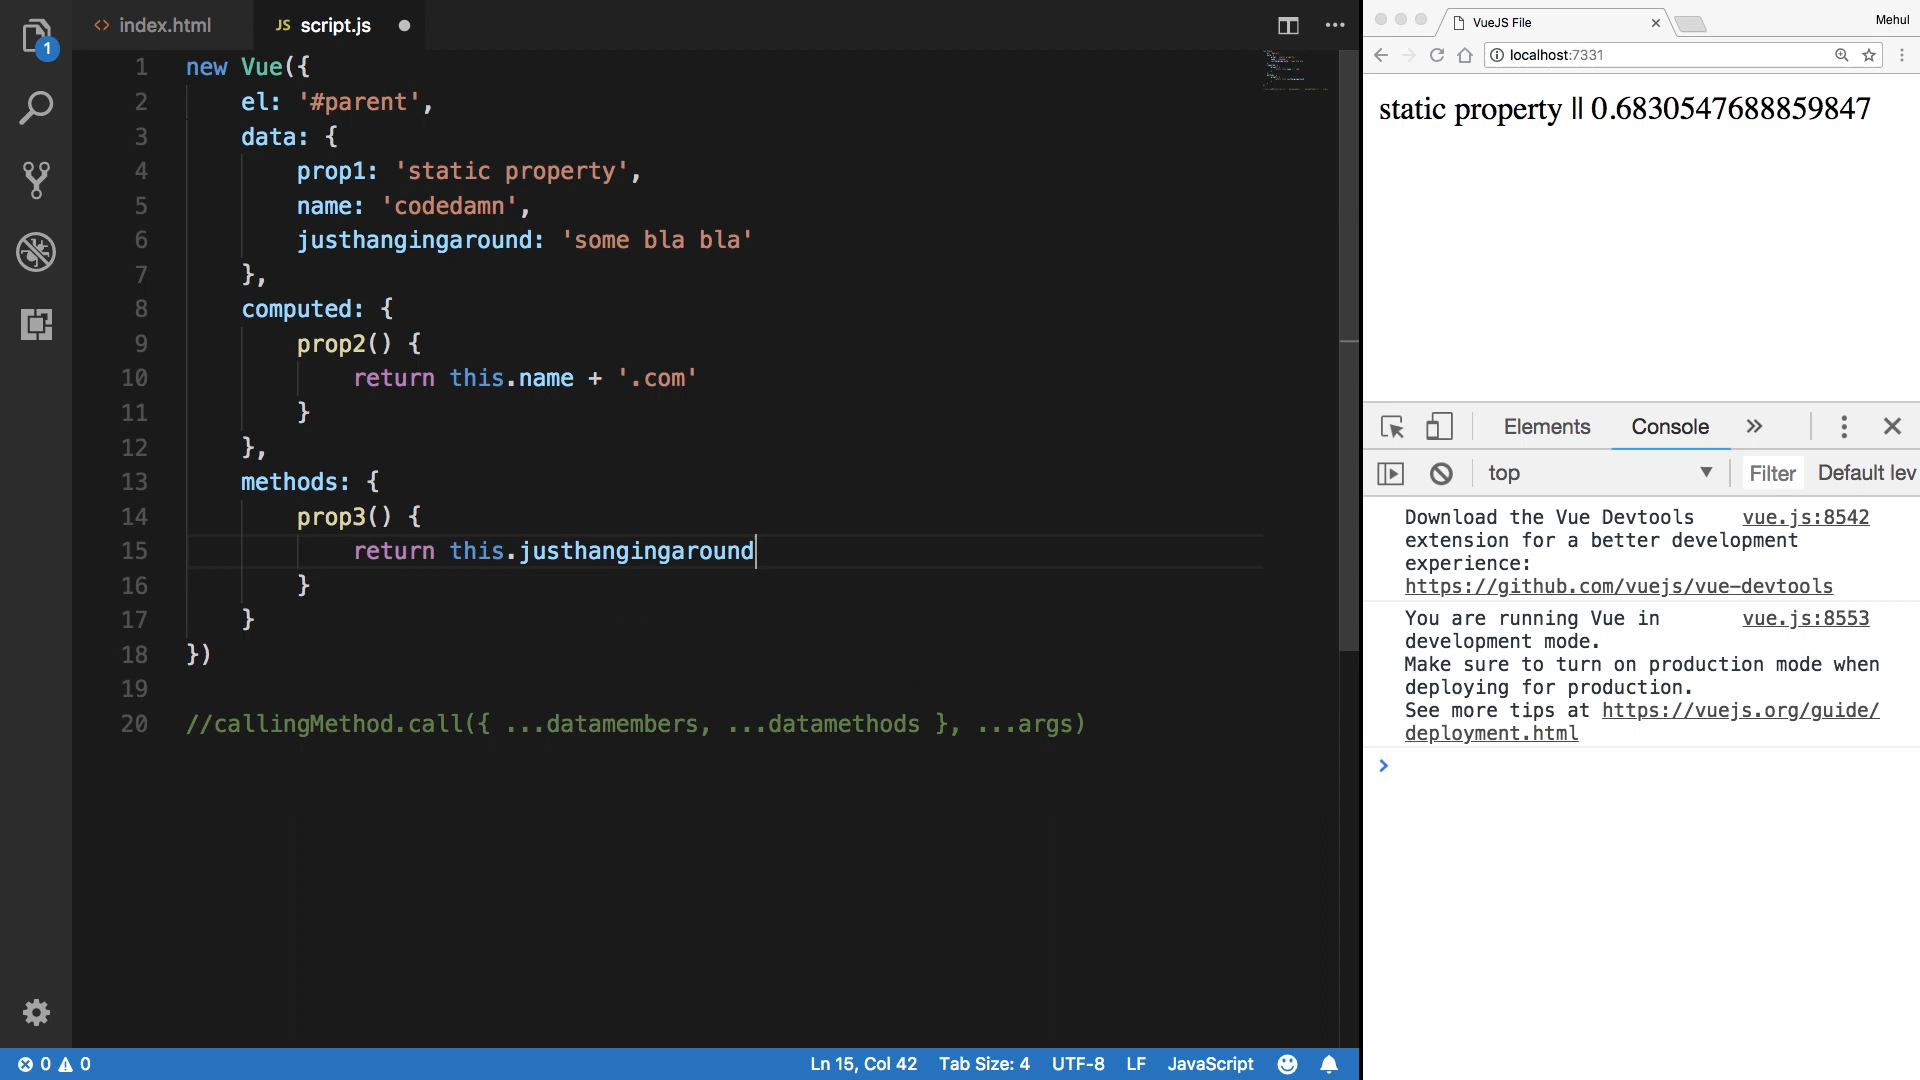 1
index.html
JS script.js
1 new Vue({
2 el: '#parent',
3 data: {
4 prop1: 'static property',
5 name: 'codedamn',
6 justhangingaround: 'some bla bla'
7 },
8 computed: {
9 prop2() {
10 return this.name + '.com'
11 }
12 },
13 methods: {
14 prop3() {
15 return this.justhangingaround
16 }
17 }
18 })
19
20 //callingMethod.call({ ...datamembers, ...datamethods }, ...args)
0 0
Ln 15, Col 42 Tab Size: 4 UTF-8 LF JavaScript
VueJS File
Mehul
localhost:7331
static property || 0.6830547688859847
Elements Console »
top Filter Default lev
Download the Vue Devtools vue.js:8542
extension for a better development
experience:
https://github.com/vuejs/vue-devtools
You are running Vue in vue.js:8553
development mode.
Make sure to turn on production mode when
deploying for production.
See more tips at https://vuejs.org/guide/
deployment.html